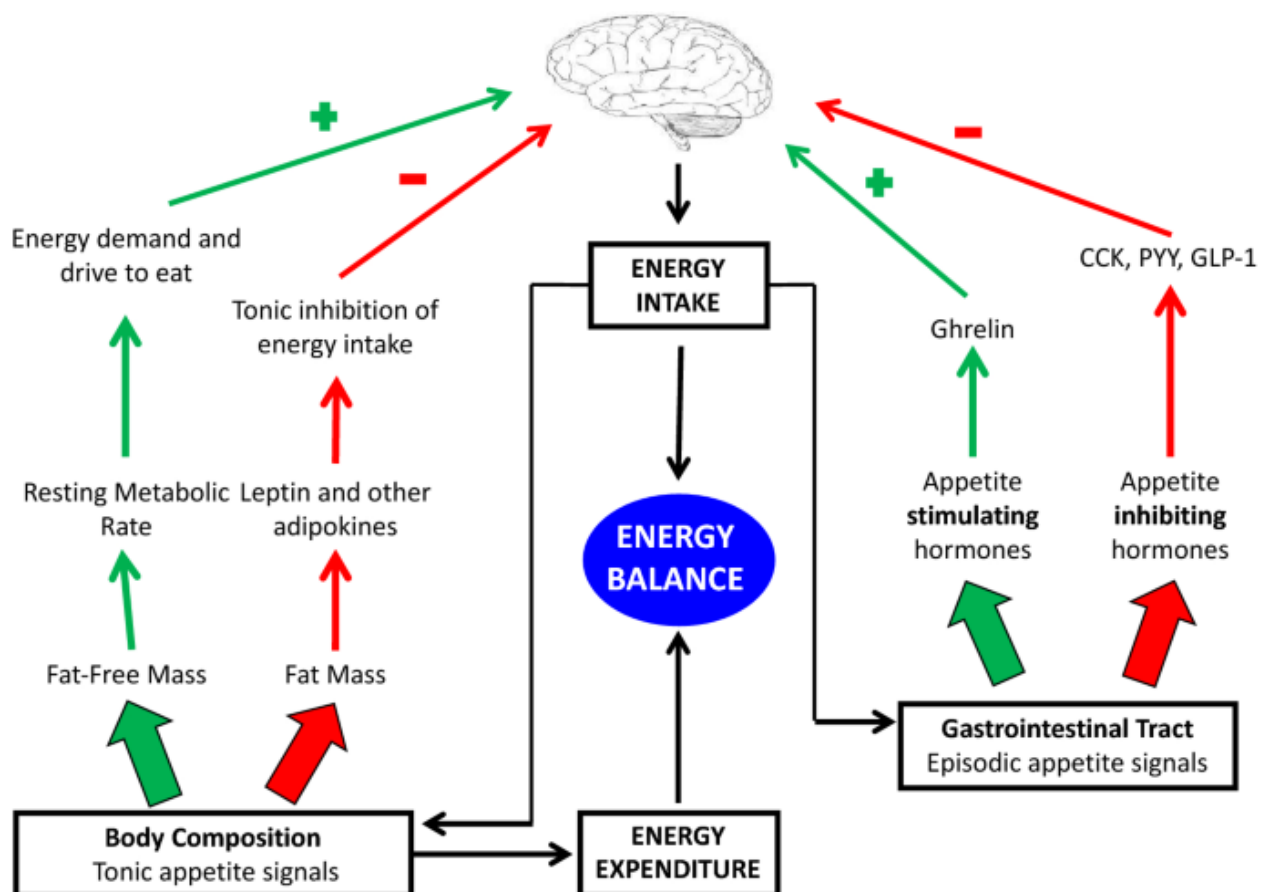 +
-
+
-
Energy demand and
drive to eat
Tonic inhibition of
energy intake
ENERGY
INTAKE
Ghrelin
CCK, PYY, GLP-1
Resting Metabolic
Rate
Leptin and other
adipokines
ENERGY
BALANCE
Appetite
stimulating
hormones
Appetite
inhibiting
hormones
Fat-Free Mass
Fat Mass
Gastrointestinal Tract
Episodic appetite signals
Body Composition
Tonic appetite signals
ENERGY
EXPENDITURE